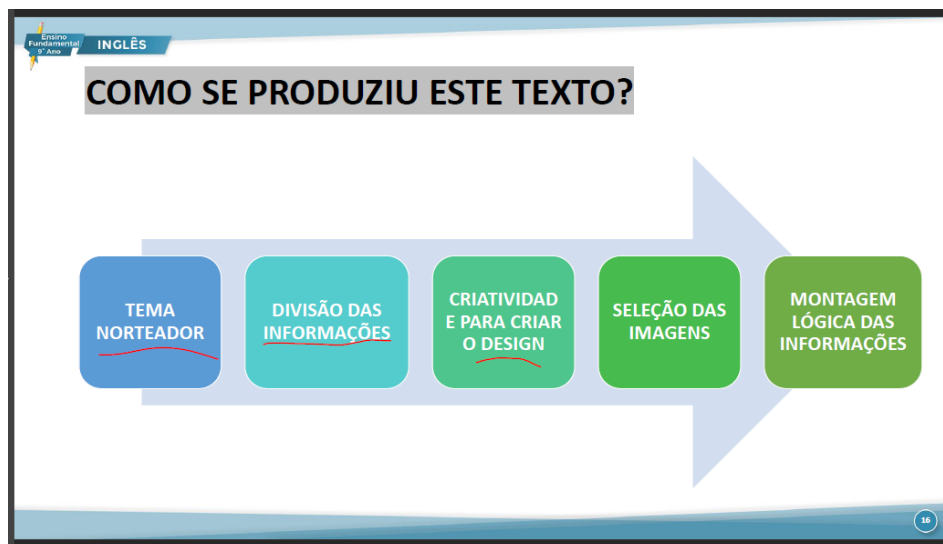 Ensino
Fundamental
9° Ano
INGLÊS
COMO SE PRODUZIU ESTE TEXTO?
TEMA
NORTEADOR
DIVISÃO DAS
INFORMAÇÕES
CRIATIVIDAD
E PARA CRIAR
O DESIGN
SELEÇÃO DAS
IMAGENS
MONTAGEM
LÓGICA DAS
INFORMAÇÕES
16